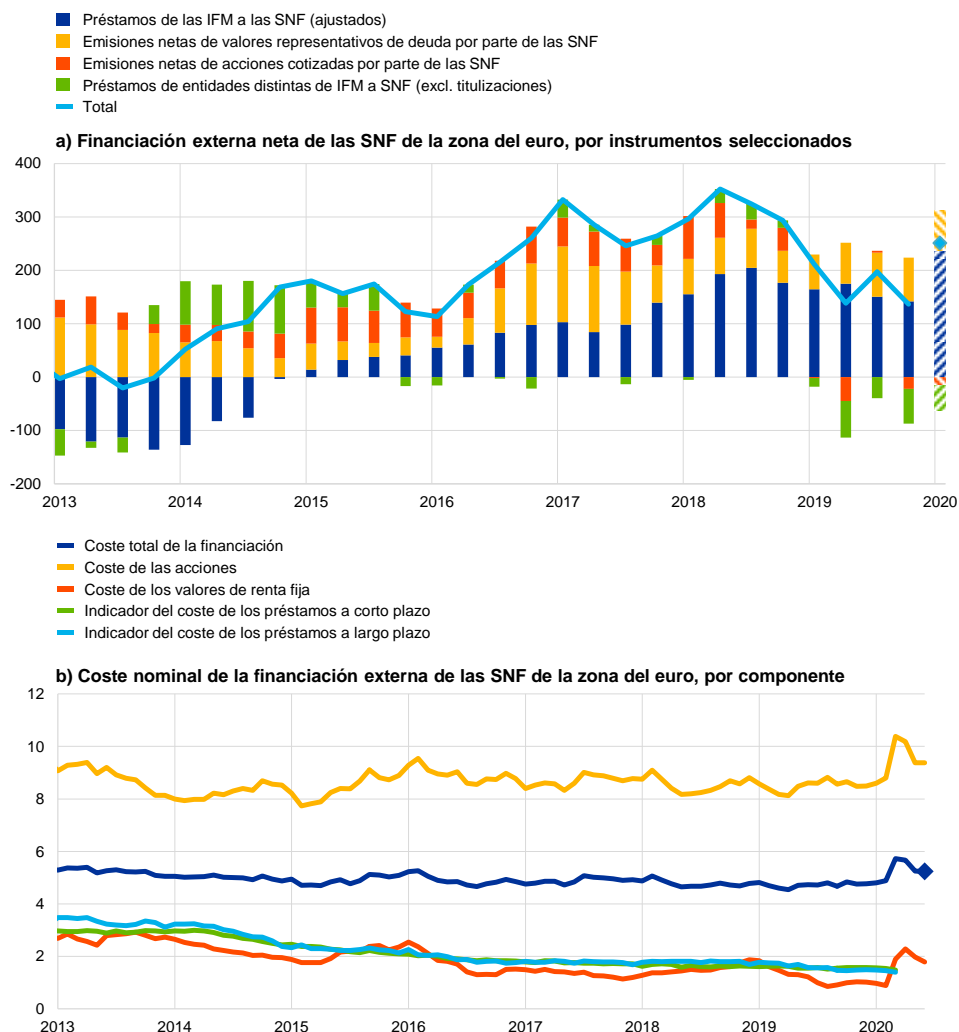 Préstamos de las IFM a las SNF (ajustados)
Emisiones netas de valores representativos de deuda por parte de las SNF
Emisiones netas de acciones cotizadas por parte de las SNF
Préstamos de entidades distintas de IFM a SNF (excl. titulizaciones)
Total
a) Financiación externa neta de las SNF de la zona del euro, por instrumentos seleccionados
400
300
200
100
0
-100
-200
2013 2014 2015 2016 2017 2018 2019 2020
Coste total de la financiación
Coste de las acciones
Coste de los valores de renta fija
Indicador del coste de los préstamos a corto plazo
Indicador del coste de los préstamos a largo plazo
b) Coste nominal de la financiación externa de las SNF de la zona del euro, por componente
12
10
8
6
4
2
0
2013 2014 2015 2016 2017 2018 2019 2020